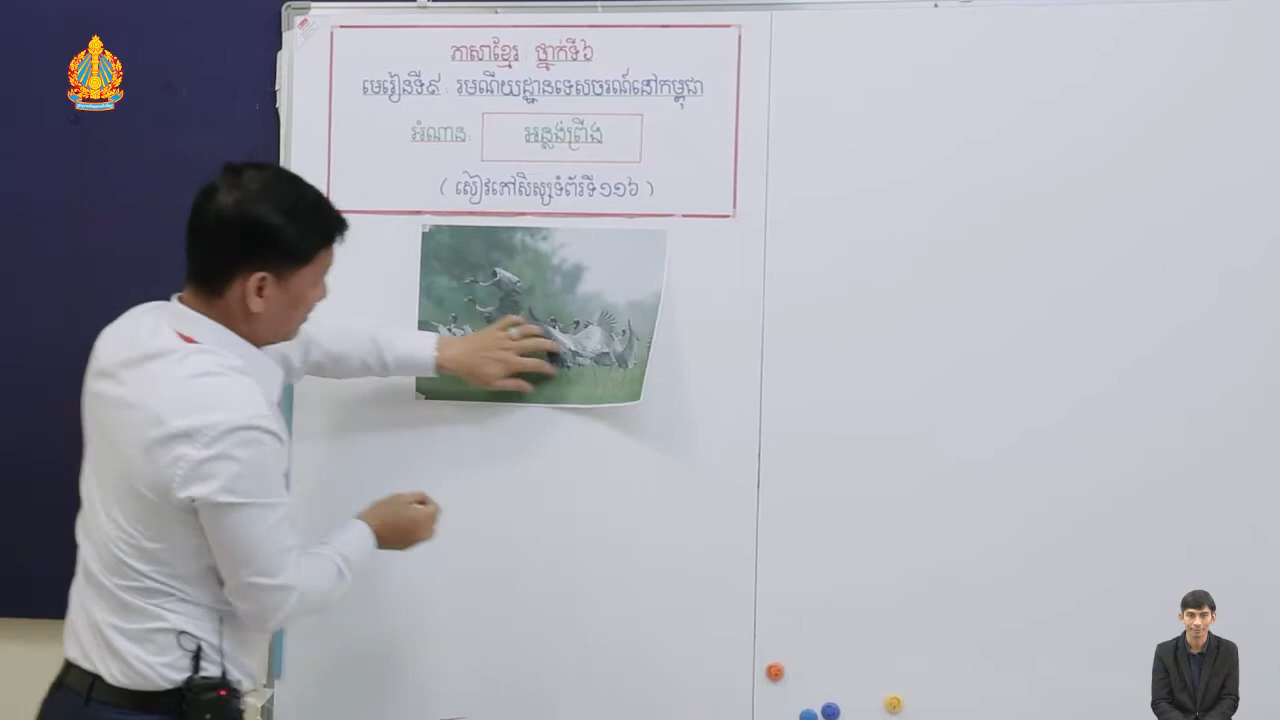 ភាសាខ្មែរ ថ្នាក់ទី៦
មេរៀនទី៩ : រមណីយដ្ឋានទេសចរណ៍នៅកម្ពុជា
អំណាន: អន្លង់ព្រីង
( សៀវភៅសិស្សទំព័រទី១១៦ )